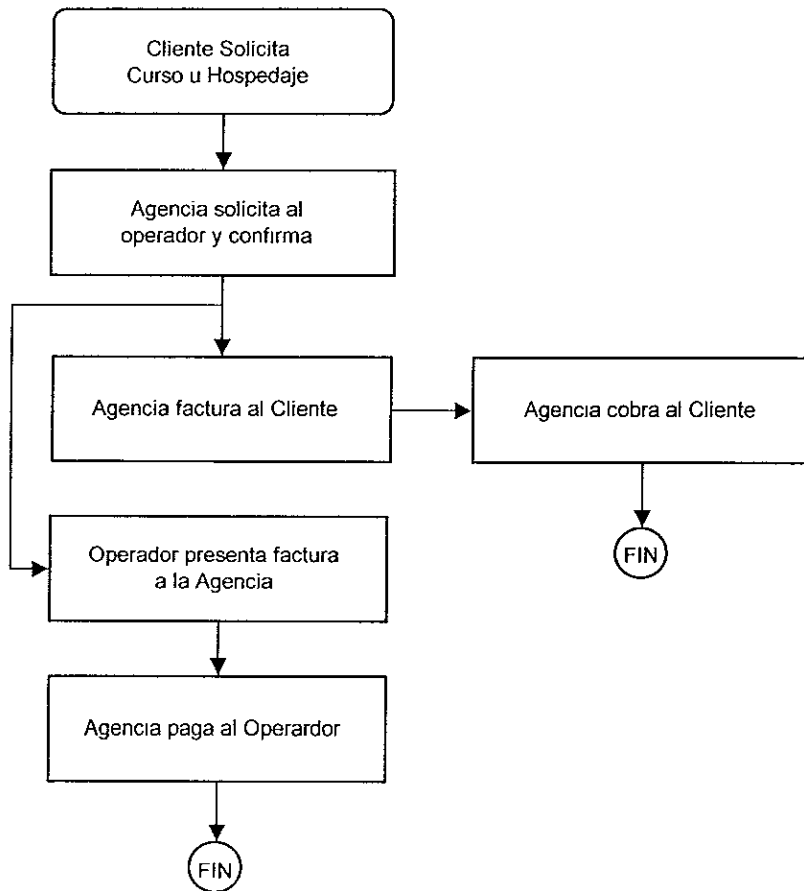 Cliente Solicita
Curso u Hospedaje
Agencia solicita al
operador y confirma
Agencia factura al Cliente
Agencia cobra al Cliente
FIN
Operador presenta factura
a la Agencia
Agencia paga al Operardor
FIN